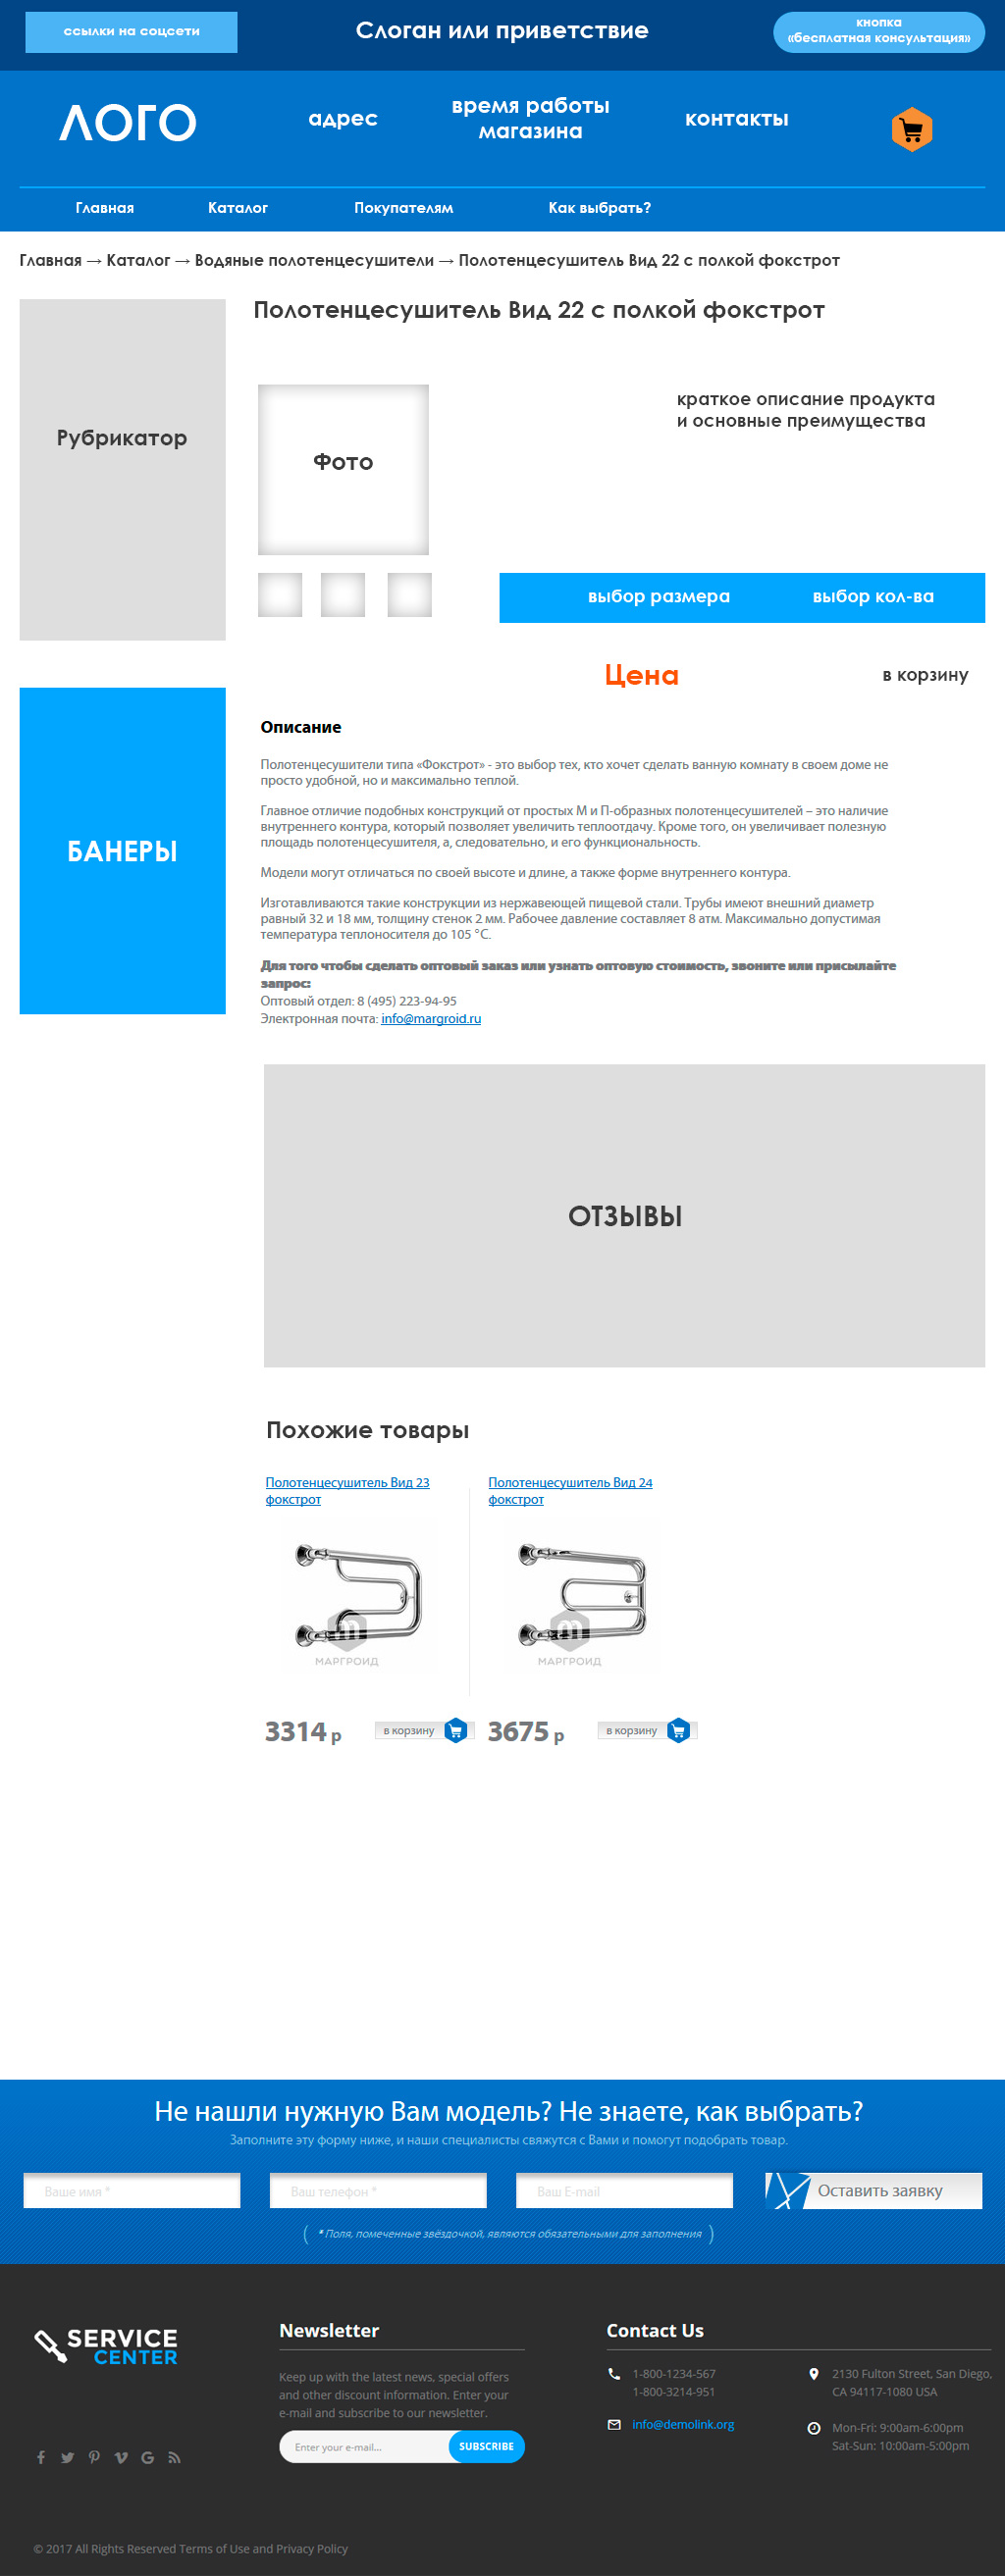 ссылки на соцсети
Слоган или приветствие
кнопка
«бесплатная консультация»
ЛОГО
адрес
время работы
магазина
контакты
Главная
Каталог
Покупателям
Как выбрать?
Главная → Каталог → Водяные полотенцесушители → Полотенцесушитель Вид 22 с полкой фокстрот
Полотенцесушитель Вид 22 с полкой фокстрот
Рубрикатор
Фото
краткое описание продукта
и основные преимущества
выбор размера
выбор кол-ва
Цена
в корзину
БАНЕРЫ
Описание
Полотенцесушители типа «Фокстрот» - это выбор тех, кто хочет сделать ванную комнату в своем доме не
просто удобной, но и максимально теплой.
Главное отличие подобных конструкций от простых М и П-образных полотенцесушителей – это наличие
внутреннего контура, который позволяет увеличить теплоотдачу. Кроме того, он увеличивает полезную
площадь полотенцесушителя, а, следовательно, и его функциональность.
Модели могут отличаться по своей высоте и длине, а также форме внутреннего контура.
Изготавливаются такие конструкции из нержавеющей пищевой стали. Трубы имеют внешний диаметр
равный 32 и 18 мм, толщину стенок 2 мм. Рабочее давление составляет 8 атм. Максимально допустимая
температура теплоносителя до 105 °С.
Для того чтобы сделать оптовый заказ или узнать оптовую стоимость, звоните или присылайте
запрос:
Оптовый отдел: 8 (495) 223-94-95
Электронная почта: info@margroid.ru
ОТЗЫВЫ
Похожие товары
Полотенцесушитель Вид 23
фокстрот
Полотенцесушитель Вид 24
фокстрот
m
МАРГРОИД
m
МАРГРОИД
3314 р
в корзину
3675 р
в корзину
Не нашли нужную Вам модель? Не знаете, как выбрать?
Заполните эту форму ниже, и наши специалисты свяжутся с Вами и помогут подобрать товар.
Ваше имя *
Ваш телефон *
Ваш E-mail
Оставить заявку
( * Поля, помеченные звёздочкой, являются обязательными для заполнения )
SERVICE
CENTER
Newsletter
Keep up with the latest news, special offers
and other discount information. Enter your
e-mail and subscribe to our newsletter.
Enter your e-mail...
SUBSCRIBE
Contact Us
1-800-1234-567
1-800-3214-951
info@demolink.org
2130 Fulton Street, San Diego,
CA 94117-1080 USA
Mon-Fri: 9:00am-6:00pm
Sat-Sun: 10:00am-5:00pm
© 2017 All Rights Reserved Terms of Use and Privacy Policy